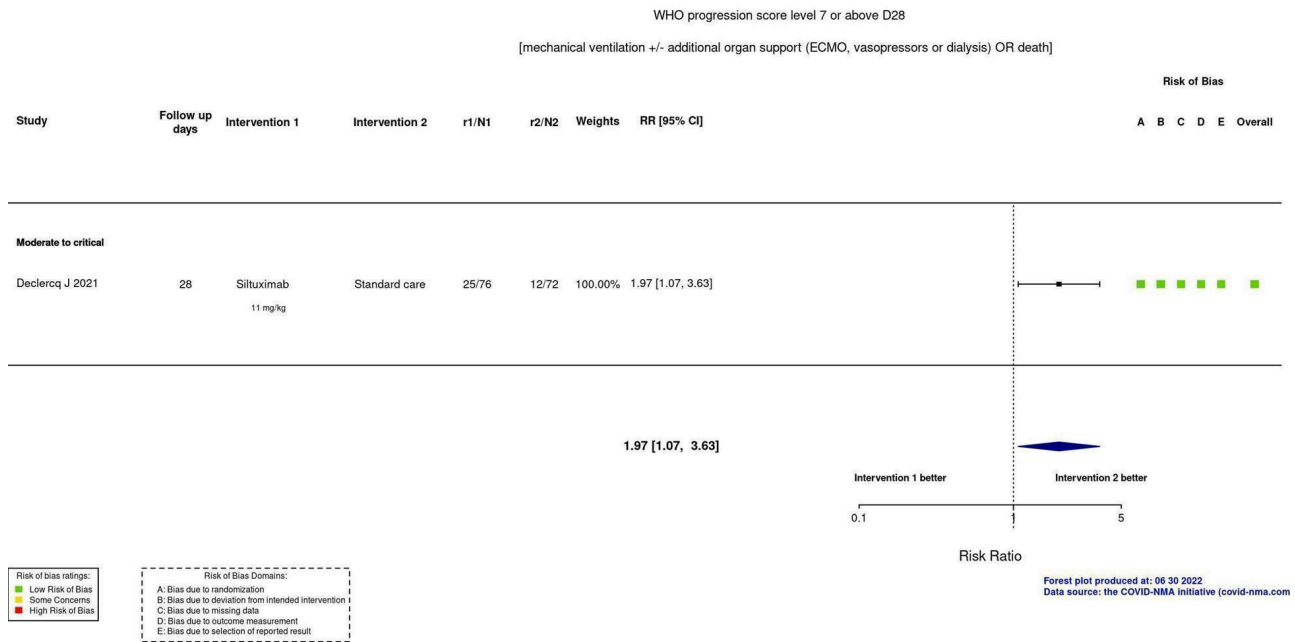 WHO progression score level 7 or above D28
[mechanical ventilation +/- additional organ support (ECMO, vasopressors or dialysis) OR death]
Risk of Bias
Study Follow up days Intervention 1 Intervention 2 r1/N1 r2/N2 Weights RR [95% CI] A B C D E Overall
Moderate to critical
Declercq J 2021 28 Siltuximab Standard care 25/76 12/72 100.00% 1.97 [1.07, 3.63]
11 mg/kg
1.97 [1.07, 3.63]
Intervention 1 better Intervention 2 better
0.1 1 5
Risk Ratio
Risk of bias ratings:
Low Risk of Bias
Some Concerns
High Risk of Bias
Risk of Bias Domains:
A: Bias due to randomization
B: Bias due to deviation from intended intervention
C: Bias due to missing data
D: Bias due to outcome measurement
E: Bias due to selection of reported result
Forest plot produced at: 06 30 2022
Data source: the COVID-NMA initiative (covid-nma.com